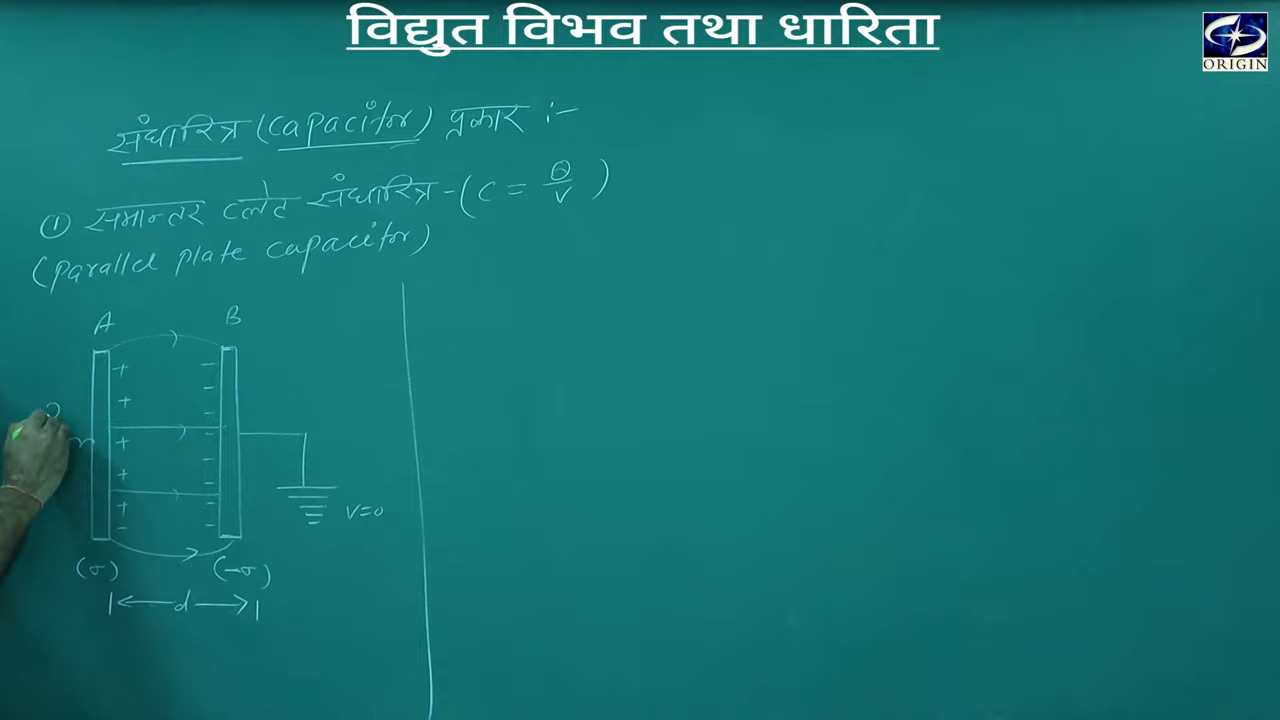 विद्युत विभव तथा धारिता
ORIGIN
संधारित्र (capacitor) प्रकार :-
① समान्तर प्लेट संधारित्र - (C = Q/V)
(parallel plate capacitor)
A B
+ -
+ -
+ -
+ -
+ -
- -
V=0
(σ) (-σ)
|← d →|